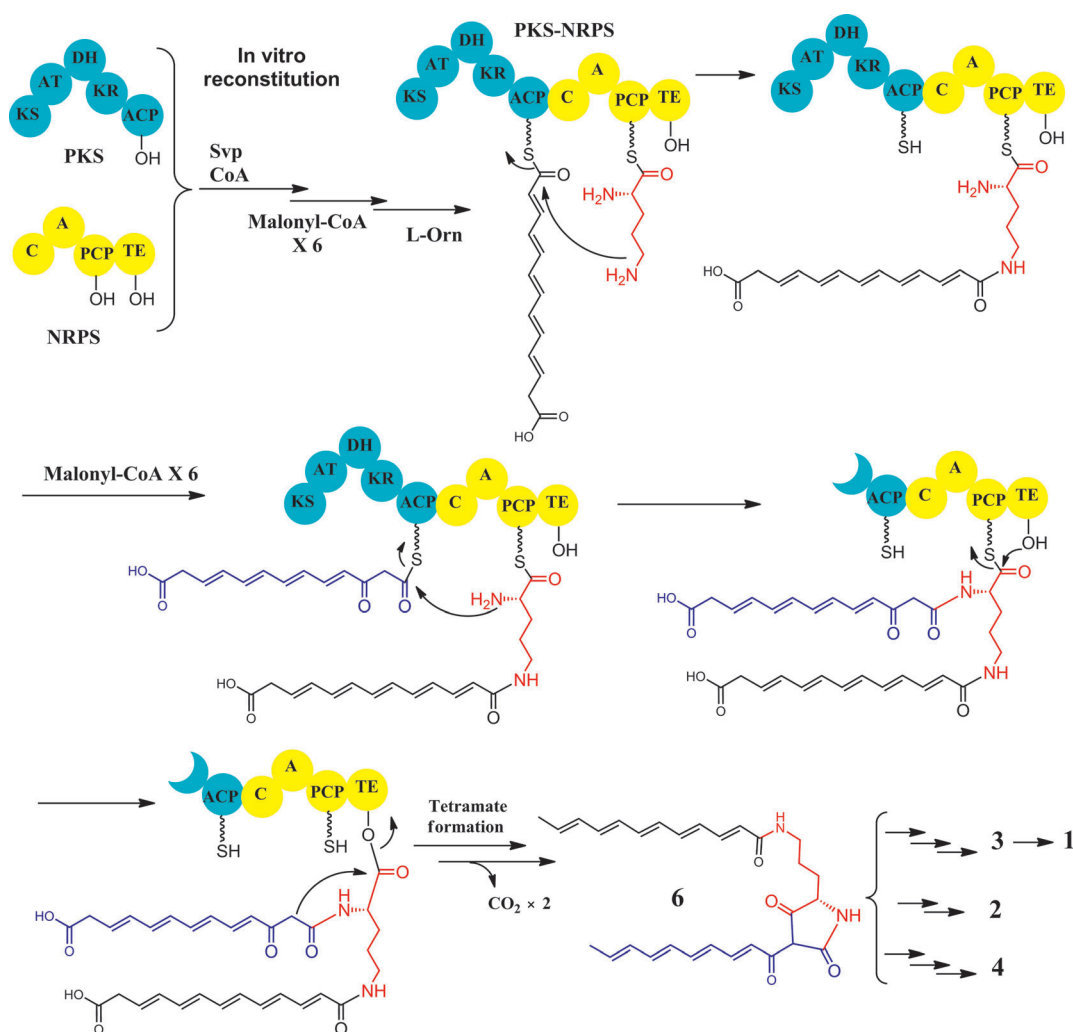 PKS-NRPS
In vitro
reconstitution
KS
AT
DH
KR
ACP
OH
PKS
C
A
PCP
TE
OH
OH
NRPS
Svp
CoA
Malonyl-CoA
X 6
L-Orn
KS
AT
DH
KR
ACP
C
A
PCP
TE
OH
S
O
S
O
H2N
H2N
O
HO
KS
AT
DH
KR
ACP
C
A
PCP
TE
SH
OH
S
O
H2N
NH
HO
O
O
Malonyl-CoA X 6
KS
AT
DH
KR
ACP
C
A
PCP
TE
OH
S
S
HO
O
O
O
H2N
O
HO
O
NH
O
ACP
C
A
PCP
TE
SH
OH
S
H
N
O
HO
O
O
O
HO
O
NH
O
ACP
C
A
PCP
TE
SH
SH
O
O
H
N
HO
O
O
O
HO
O
NH
O
Tetramate
formation
CO2 × 2
H
N
O
6
O
NH
O
O
3
1
2
4